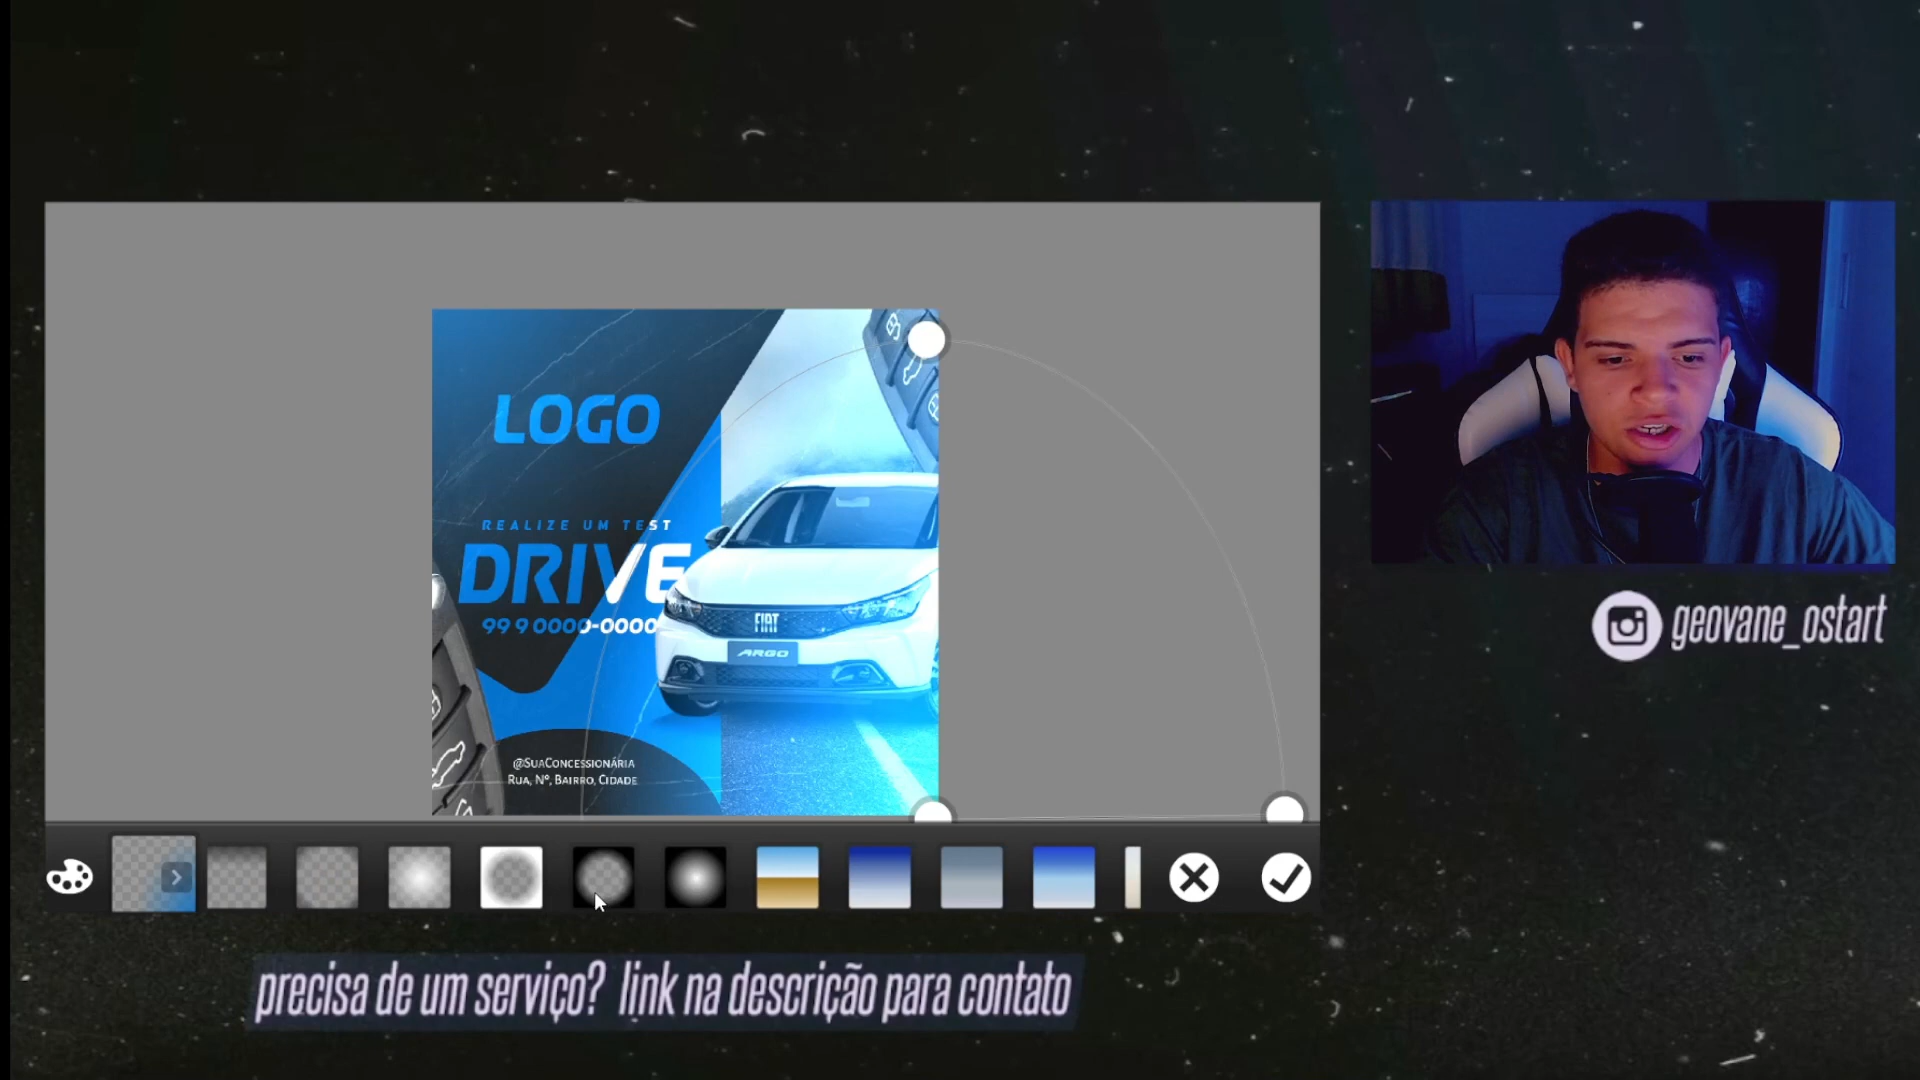 LOGO
REALIZE UM TEST
DRIVE
99 9 0000-0000
FIAT
ARGO
@SuaConcessionária
Rua, Nº, Bairro, Cidade
geovane_ostart
precisa de um serviço? link na descrição para contato